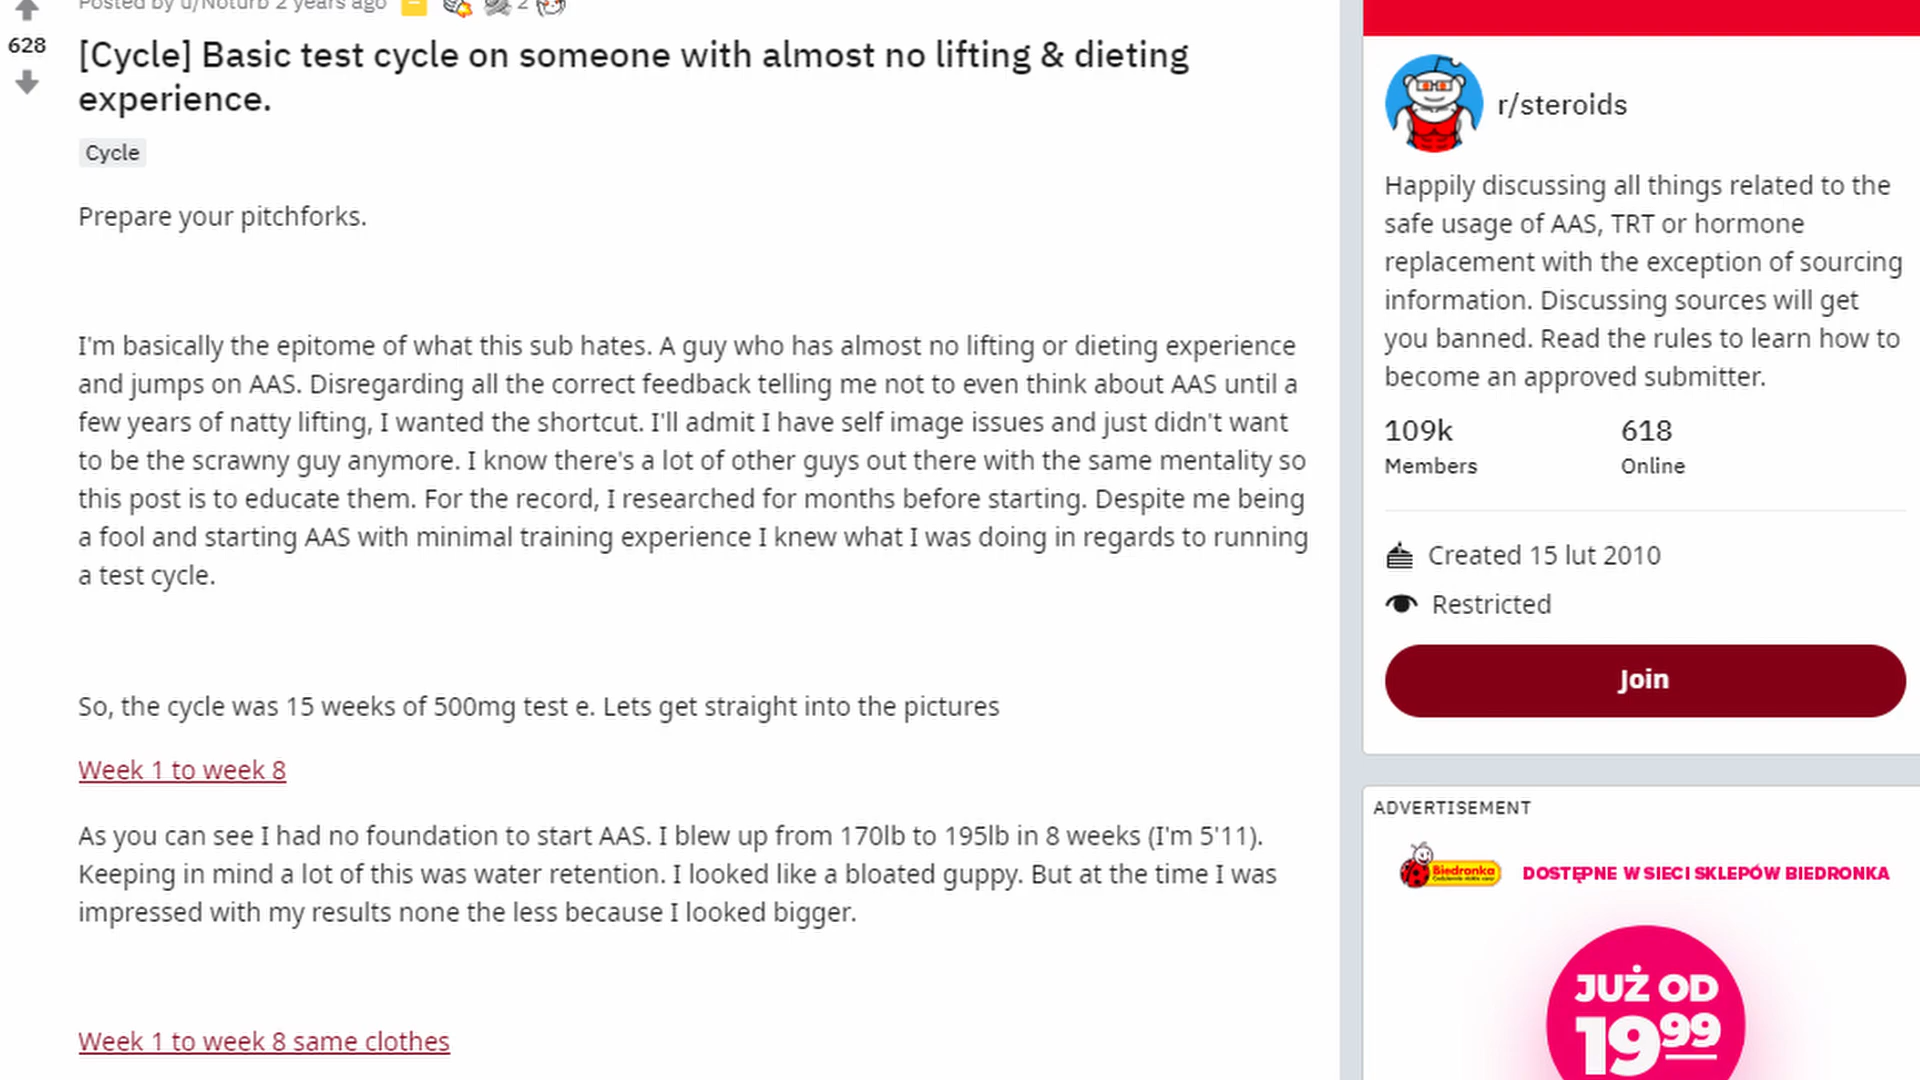 Posted by u/Noturb 2 years ago
2
628
[Cycle] Basic test cycle on someone with almost no lifting & dieting
experience.
Cycle
Prepare your pitchforks.
I'm basically the epitome of what this sub hates. A guy who has almost no lifting or dieting experience
and jumps on AAS. Disregarding all the correct feedback telling me not to even think about AAS until a
few years of natty lifting, I wanted the shortcut. I'll admit I have self image issues and just didn't want
to be the scrawny guy anymore. I know there's a lot of other guys out there with the same mentality so
this post is to educate them. For the record, I researched for months before starting. Despite me being
a fool and starting AAS with minimal training experience I knew what I was doing in regards to running
a test cycle.
So, the cycle was 15 weeks of 500mg test e. Lets get straight into the pictures
Week 1 to week 8
As you can see I had no foundation to start AAS. I blew up from 170lb to 195lb in 8 weeks (I'm 5'11).
Keeping in mind a lot of this was water retention. I looked like a bloated guppy. But at the time I was
impressed with my results none the less because I looked bigger.
Week 1 to week 8 same clothes
r/steroids
Happily discussing all things related to the
safe usage of AAS, TRT or hormone
replacement with the exception of sourcing
information. Discussing sources will get
you banned. Read the rules to learn how to
become an approved submitter.
109k 618
Members Online
Created 15 lut 2010
Restricted
Join
ADVERTISEMENT
Biedronka
DOSTĘPNE W SIECI SKLEPÓW BIEDRONKA
JUŻ OD
1999